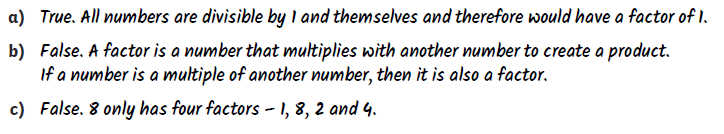 a) True. All numbers are divisible by 1 and themselves and therefore would have a factor of 1.
b) False. A factor is a number that multiplies with another number to create a product.
If a number is a multiple of another number, then it is also a factor.
c) False. 8 only has four factors – 1, 8, 2 and 4.